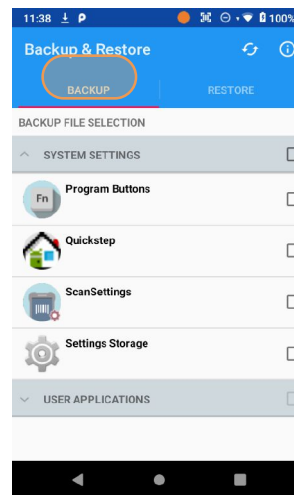 11:38 100%
Backup & Restore
BACKUP RESTORE
BACKUP FILE SELECTION
SYSTEM SETTINGS
Fn Program Buttons
Quickstep
ScanSettings
Settings Storage
USER APPLICATIONS